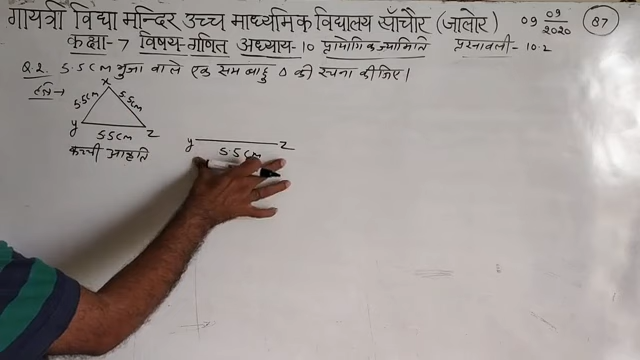 गायत्री विद्या मन्दिर उच्च माध्यमिक विद्यालय साँचौर (जालोर) 09 09/2020 87
कक्षा-7 विषय-गणित अध्याय-10 प्रायोगिक ज्यामिति प्रश्नावली-10.2
Q.2. 5.5cm भुजा वाले एक सम बाहु Δ की रचना कीजिए।
हल→
X
5.5cm 5.5cm
y z
5.5cm
कच्ची आकृति
y z
5.5cm